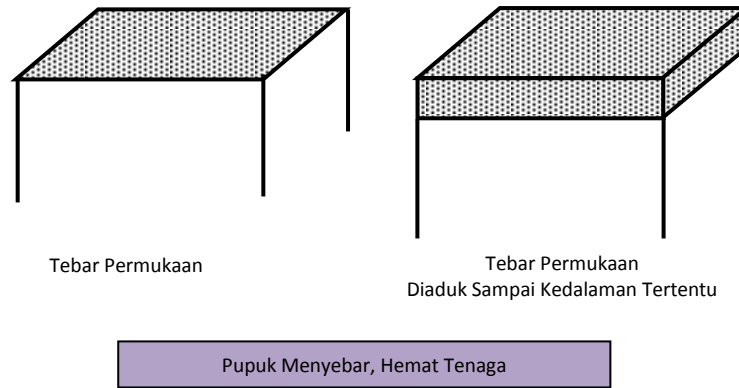 Tebar Permukaan
Tebar Permukaan
Diaduk Sampai Kedalaman Tertentu
Pupuk Menyebar, Hemat Tenaga